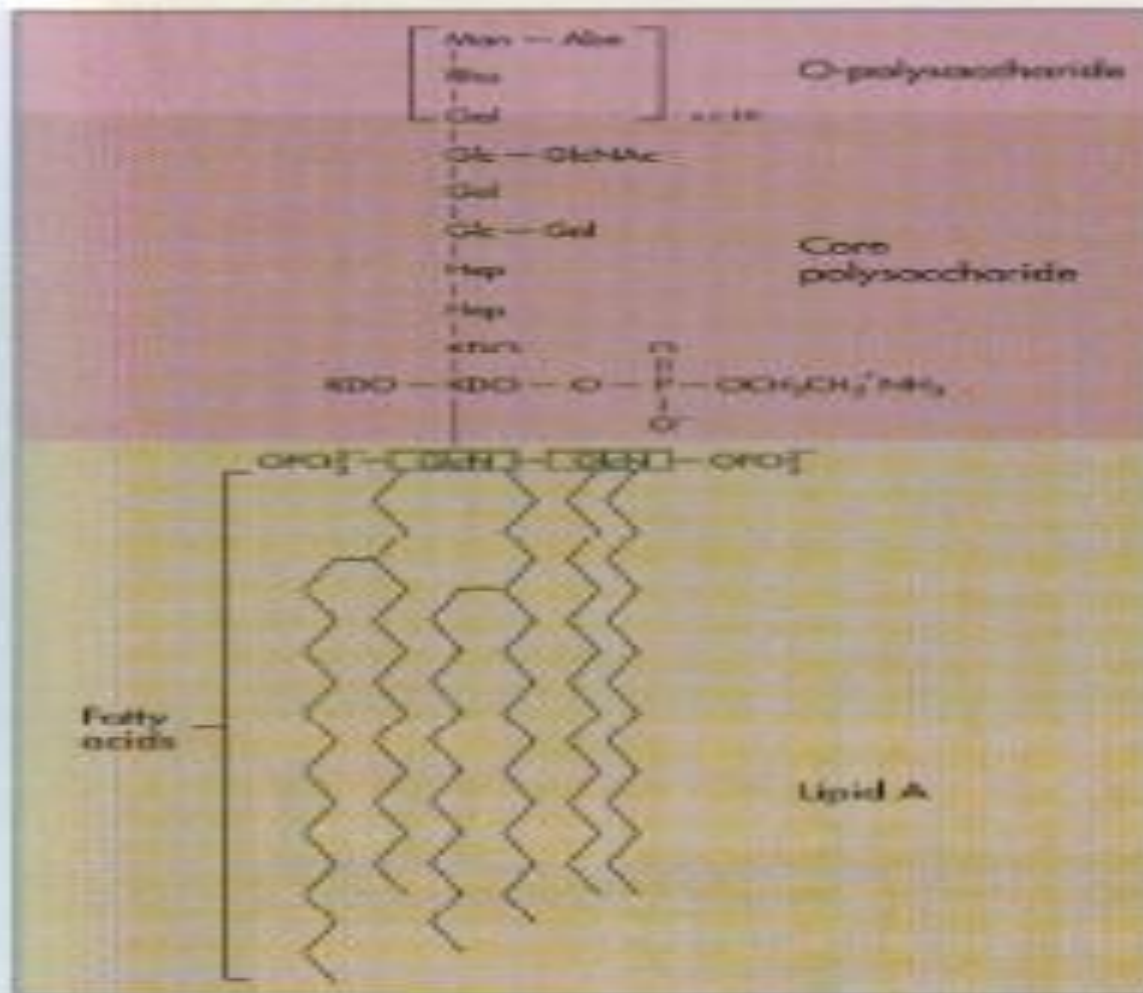 Man — Abe
Rha
O-polysaccharide
Gal
Glc — GlcNAc
Gal
Glc — Gal
Core
polysaccharide
Hep
Hep
O
KDO — KDO — O — P — OCH₂CH₂⁺NH₃
O⁻
GlcN — GlcN
Fatty
acids
Lipid A